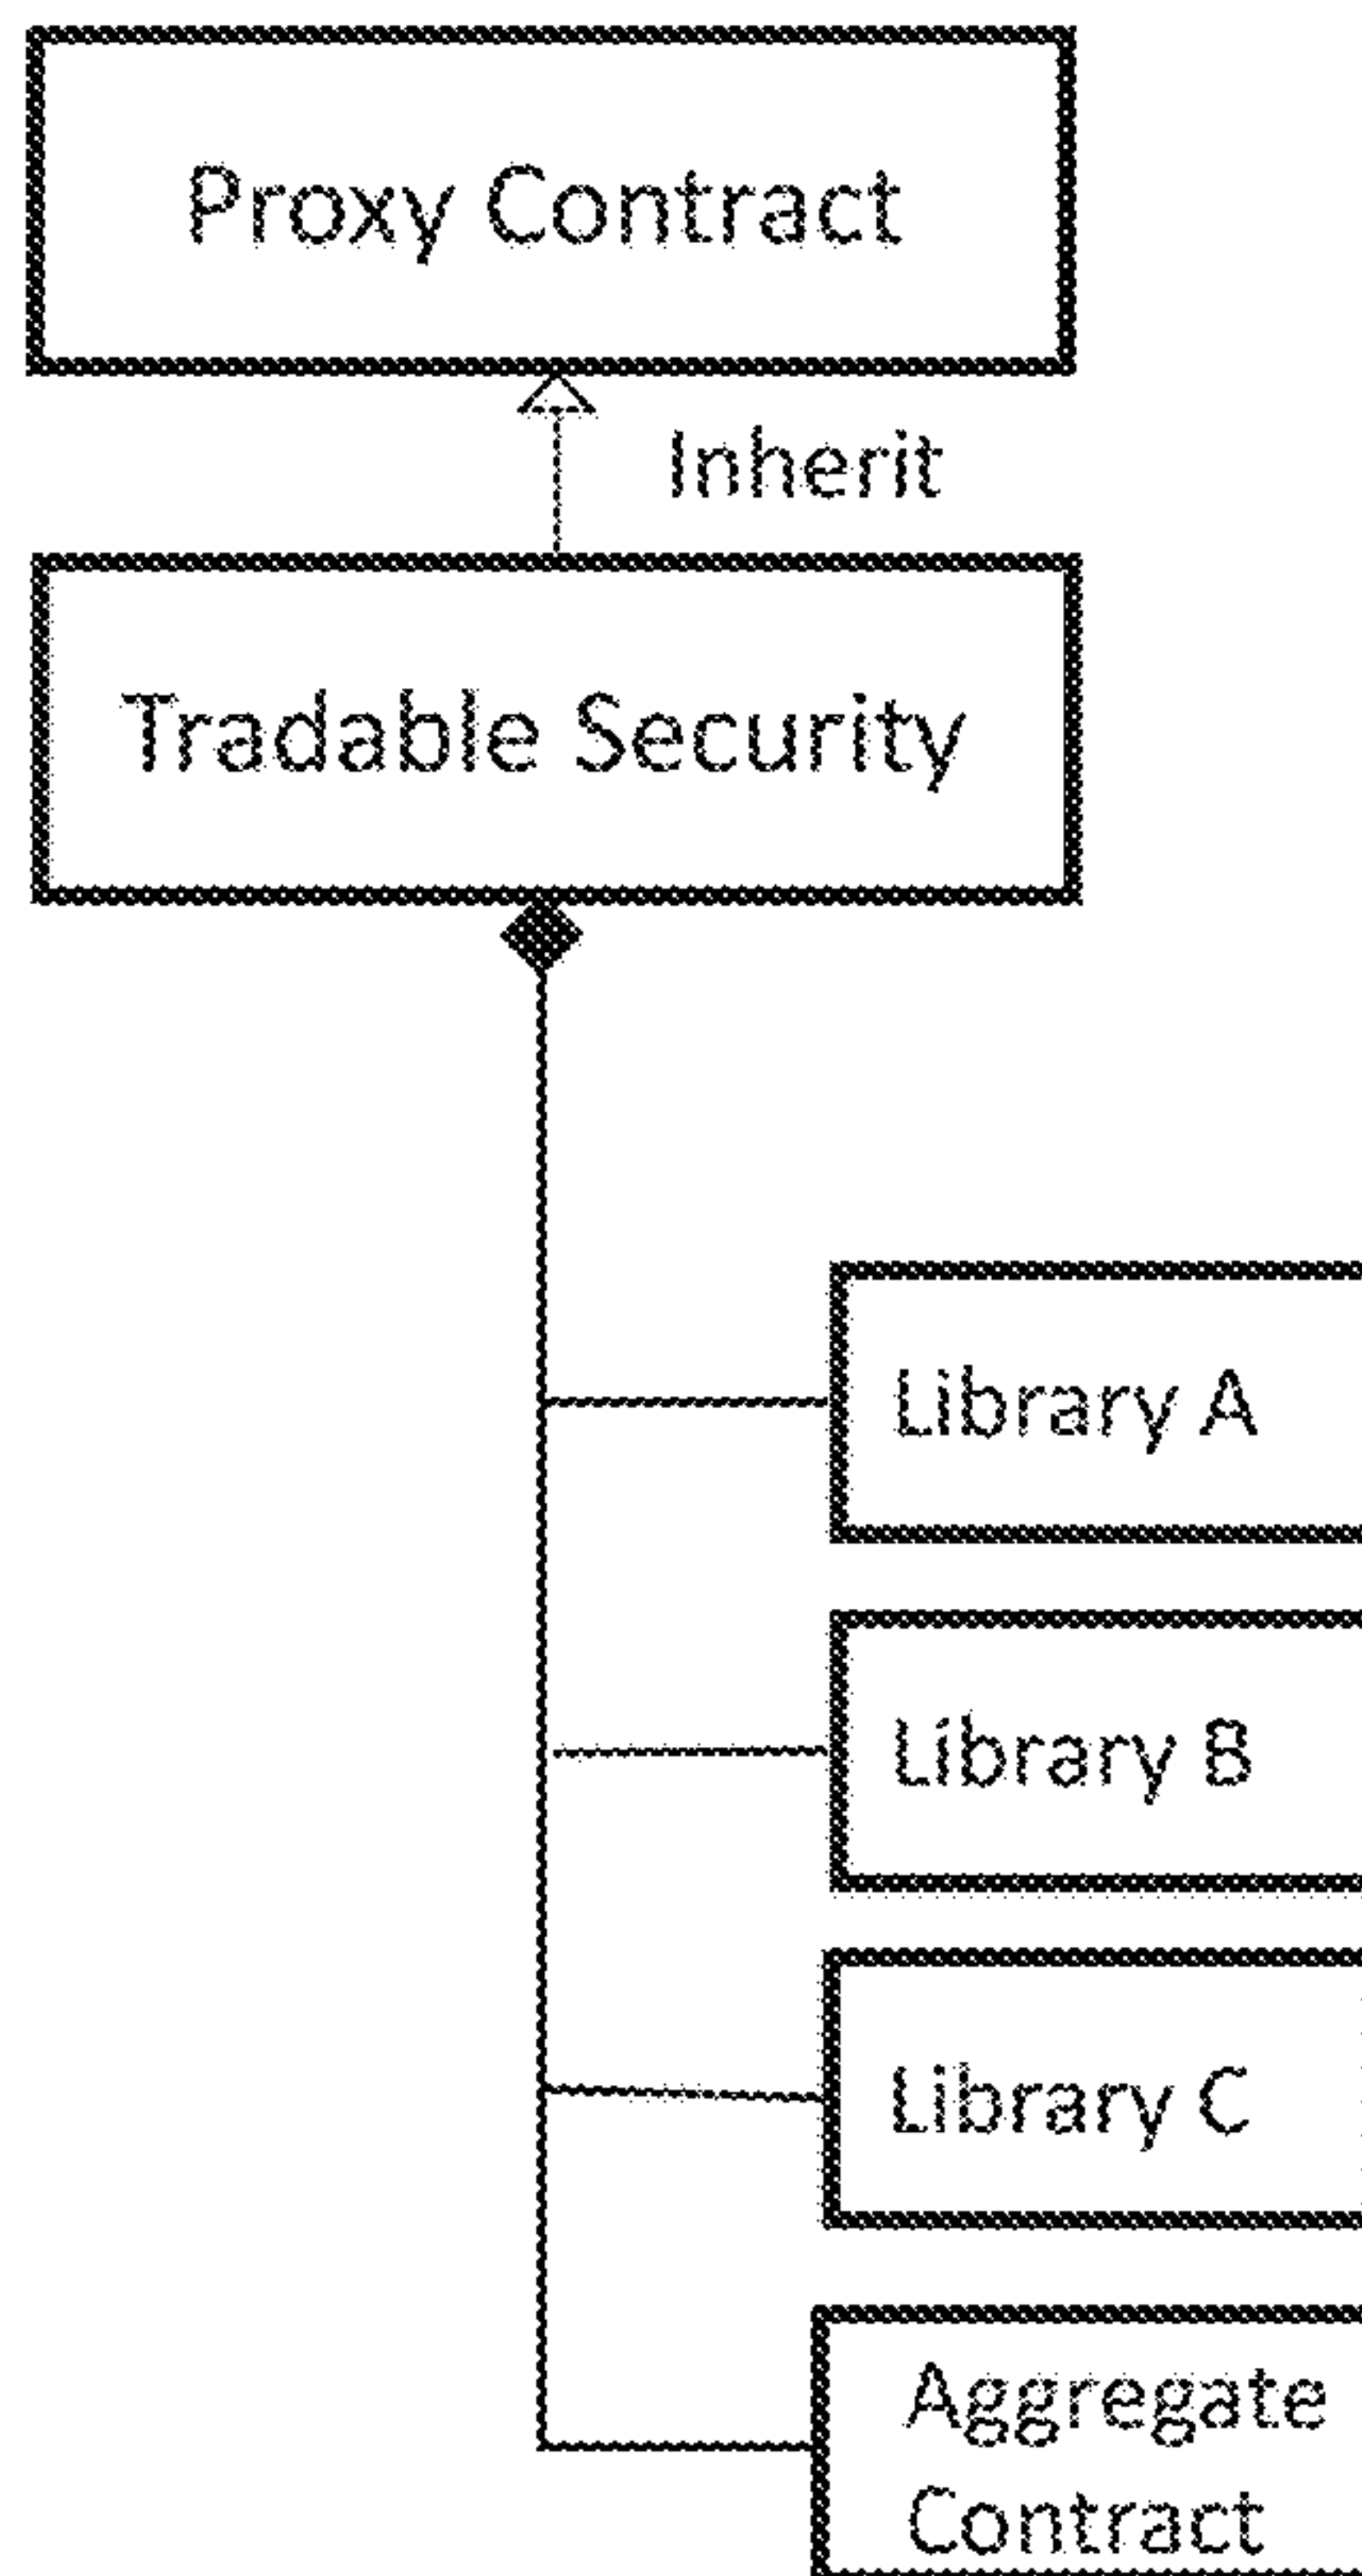 Proxy Contract
Inherit
Tradable Security
Library A
Library B
Library C
Aggregate
Contract